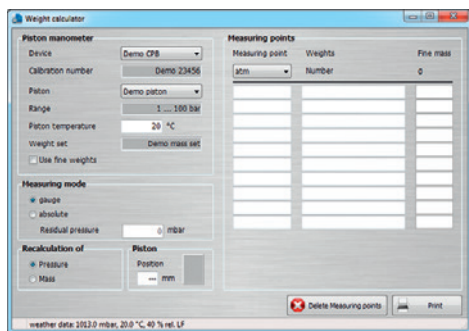 Weight calculator
Piston manometer
Device Demo CPB
Calibration number Demo 23456
Piston Demo piston
Range 1 ... 100 bar
Piston temperature 20 °C
Weight set Demo mass set
Use fine weights
Measuring mode
gauge
absolute
Residual pressure 0 mbar
Recalculation of
Pressure
Mass
Piston
Position
--- mm
Measuring points
Measuring point Weights Fine mass
atm Number 0
Delete Measuring points Print
weather data: 1013.0 mbar, 20.0 °C, 40 % rel. LF